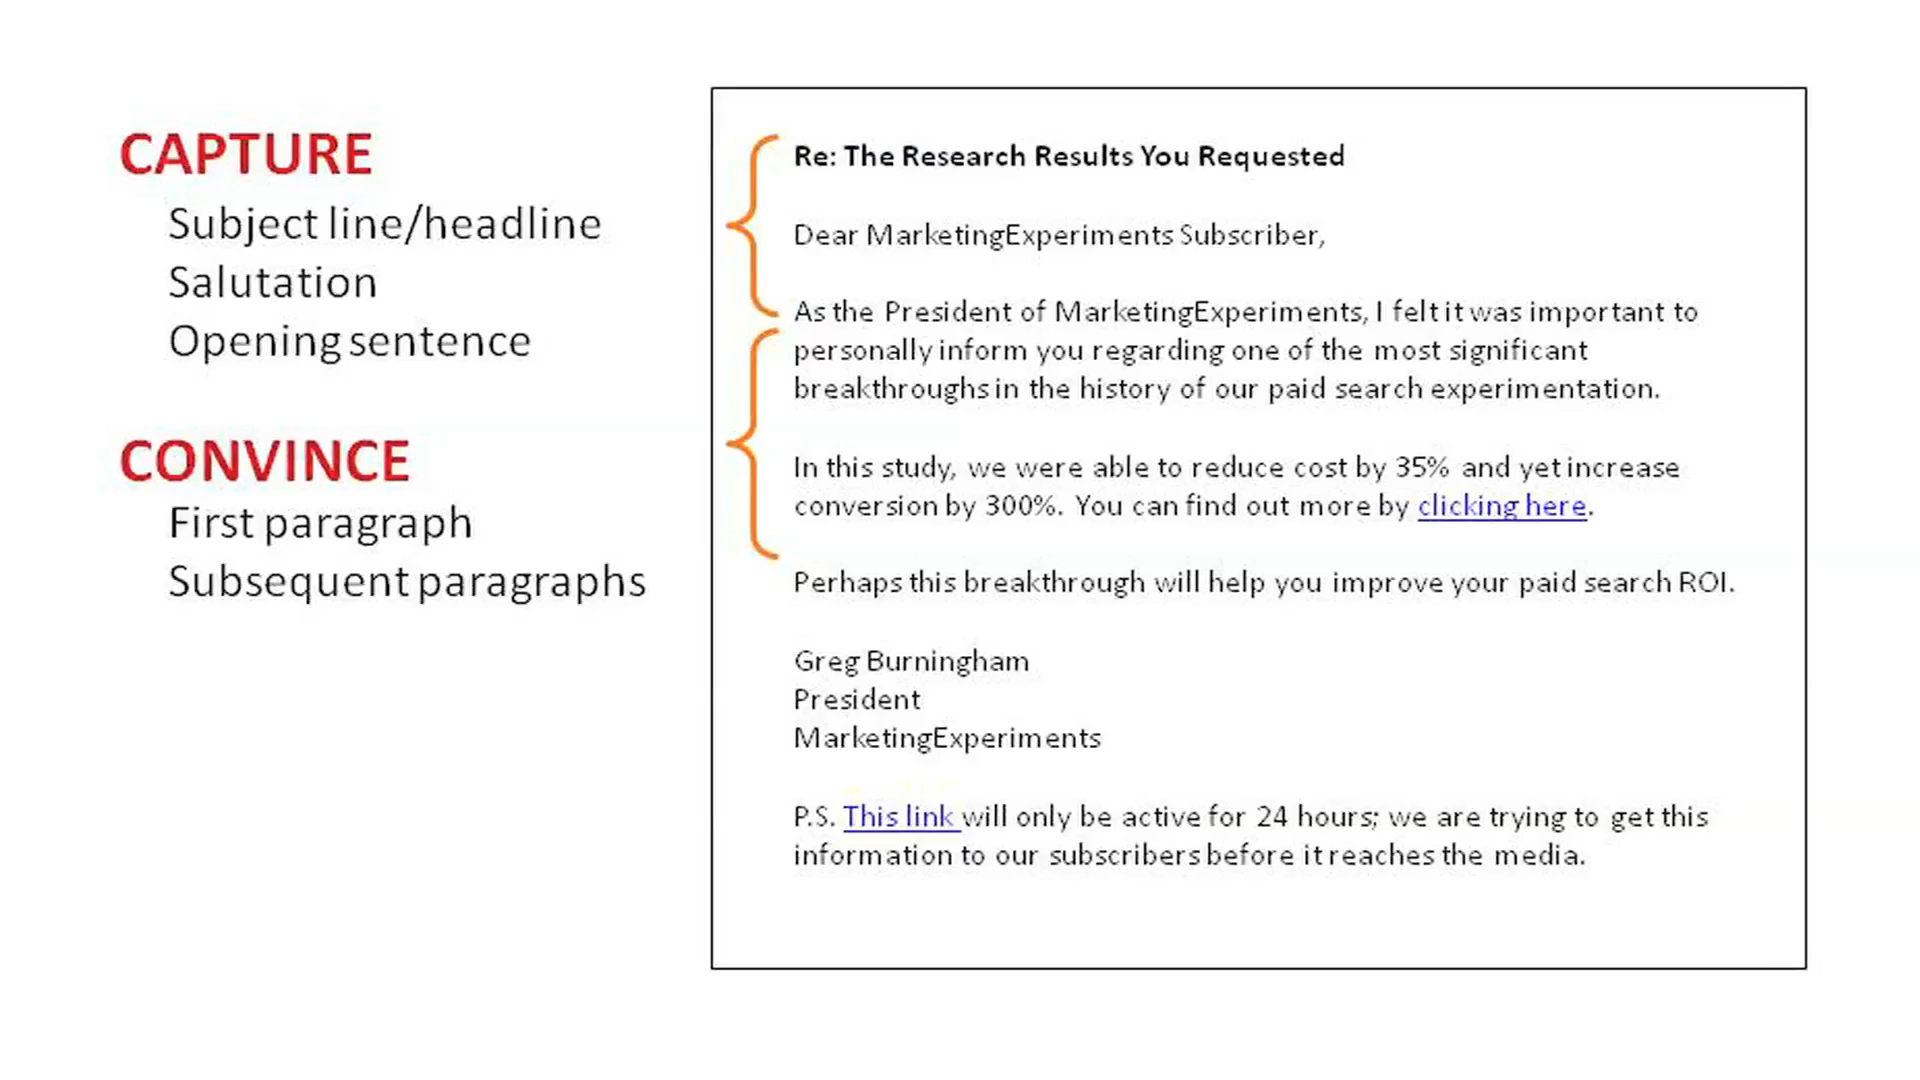 CAPTURE
Subject line/headline
Salutation
Opening sentence
CONVINCE
First paragraph
Subsequent paragraphs
Re: The Research Results You Requested
Dear MarketingExperiments Subscriber,
As the President of MarketingExperiments, I felt it was important to
personally inform you regarding one of the most significant
breakthroughs in the history of our paid search experimentation.
In this study, we were able to reduce cost by 35% and yet increase
conversion by 300%. You can find out more by clicking here.
Perhaps this breakthrough will help you improve your paid search ROI.
Greg Burningham
President
MarketingExperiments
P.S. This link will only be active for 24 hours; we are trying to get this
information to our subscribers before it reaches the media.